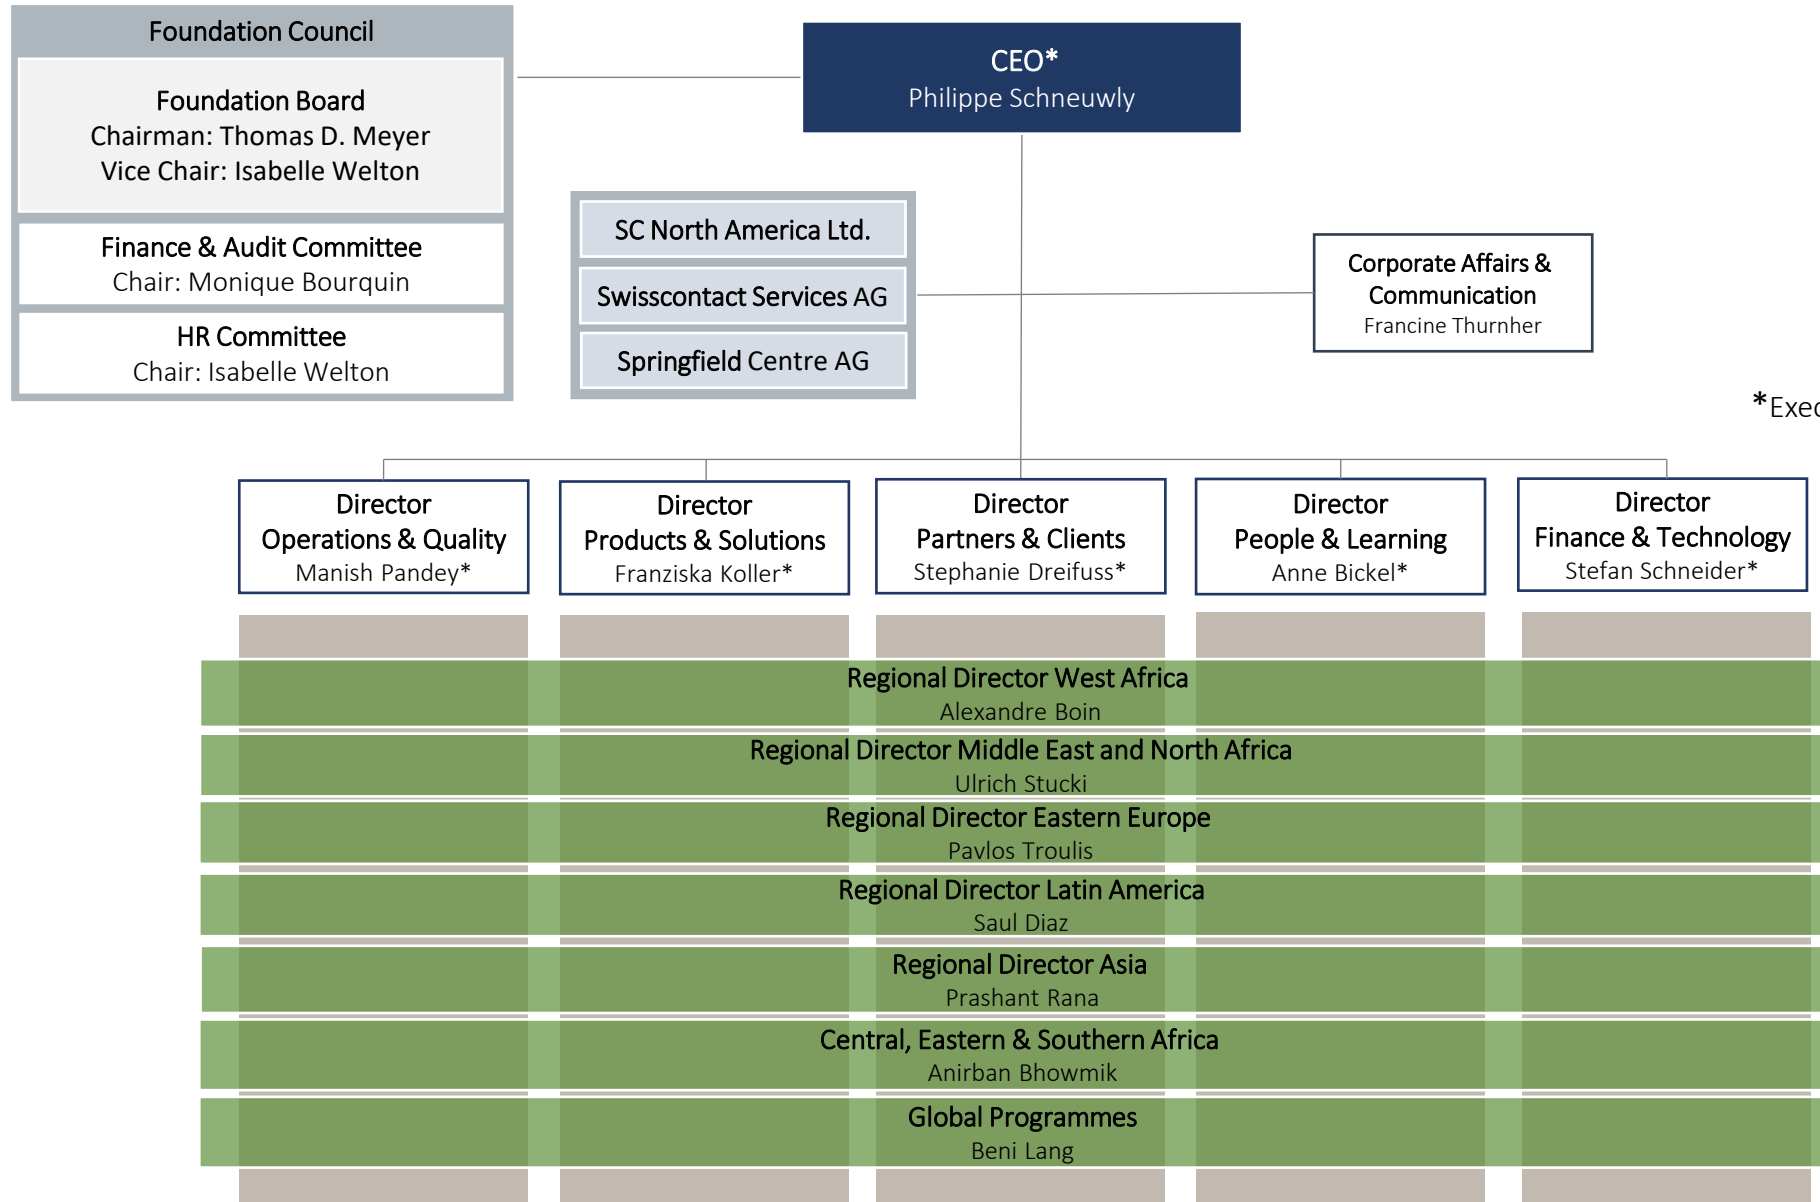 Foundation Council
Foundation Board
Chairman: Thomas D. Meyer
Vice Chair: Isabelle Welton
Finance & Audit Committee
Chair: Monique Bourquin
HR Committee
Chair: Isabelle Welton
CEO*
Philippe Schneuwly
SC North America Ltd.
Swisscontact Services AG
Springfield Centre AG
Corporate Affairs &
Communication
Francine Thurnher
Director
Operations & Quality
Manish Pandey*
Director
Products & Solutions
Franziska Koller*
Director
Partners & Clients
Stephanie Dreifuss*
Director
People & Learning
Anne Bickel*
Director
Finance & Technology
Stefan Schneider*
Regional Director West Africa
Alexandre Boin
Regional Director Middle East and North Africa
Ulrich Stucki
Regional Director Eastern Europe
Pavlos Troulis
Regional Director Latin America
Saul Diaz
Regional Director Asia
Prashant Rana
Central, Eastern & Southern Africa
Anirban Bhowmik
Global Programmes
Beni Lang